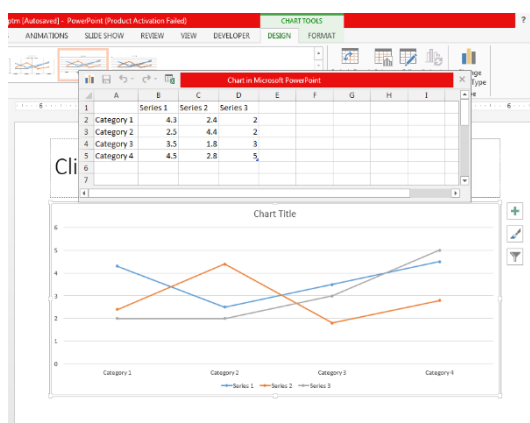 ptm [Autosaved] - PowerPoint (Product Activation Failed)
CHART TOOLS
?
ANIMATIONS SLIDE SHOW REVIEW VIEW DEVELOPER DESIGN FORMAT
Chart in Microsoft PowerPoint
A B C D E F G H I
1 Series 1 Series 2 Series 3
2 Category 1 4.3 2.4 2
3 Category 2 2.5 4.4 2
4 Category 3 3.5 1.8 3
5 Category 4 4.5 2.8 5
6
7
6 6
Cli
Chart Title
6
5
4
3
2
1
0
Category 1 Category 2 Category 3 Category 4
Series 1 Series 2 Series 3